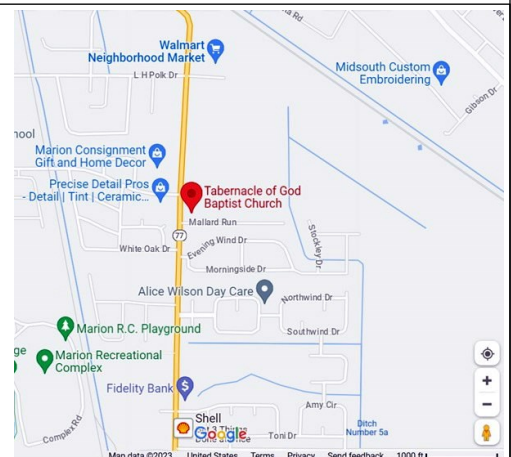 Walmart
Neighborhood Market
L H Polk Dr
Midsouth Custom
Embroidering
Gibson Dr
Marion Consignment
Gift and Home Decor
Precise Detail Pros
- Detail | Tint | Ceramic...
Tabernacle of God
Baptist Church
Mallard Run
77
White Oak Dr
Evening Wind Dr
Stockley Dr
Morningside Dr
Alice Wilson Day Care
Northwind Dr
Southwind Dr
Marion R.C. Playground
Marion Recreational
Complex
Fidelity Bank
$
Amy Cir
Shell
Google
Toni Dr
Ditch
Number 5a
Complex Rd
Map data ©2023 United States Terms Privacy Send feedback 1000 ft